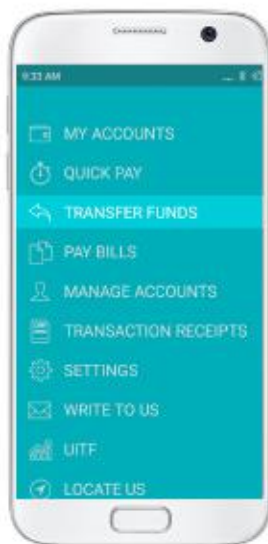 9:33 AM
MY ACCOUNTS
QUICK PAY
TRANSFER FUNDS
PAY BILLS
MANAGE ACCOUNTS
TRANSACTION RECEIPTS
SETTINGS
WRITE TO US
UITF
LOCATE US